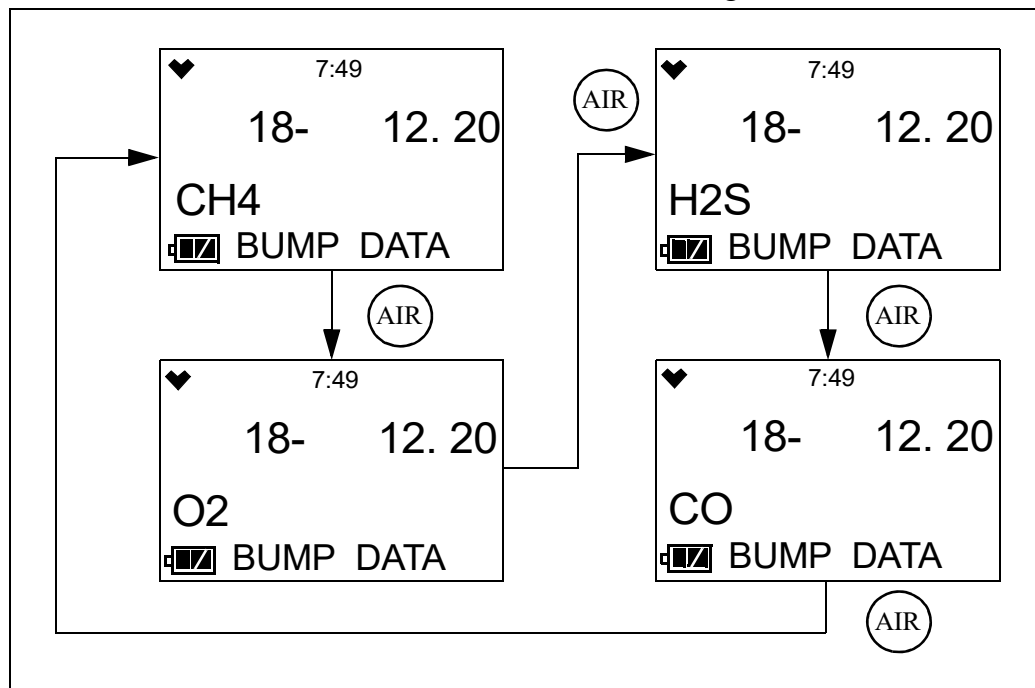 7:49
18- 12. 20
CH4
BUMP DATA
AIR
7:49
18- 12. 20
O2
BUMP DATA
AIR
7:49
18- 12. 20
H2S
BUMP DATA
AIR
7:49
18- 12. 20
CO
BUMP DATA
AIR